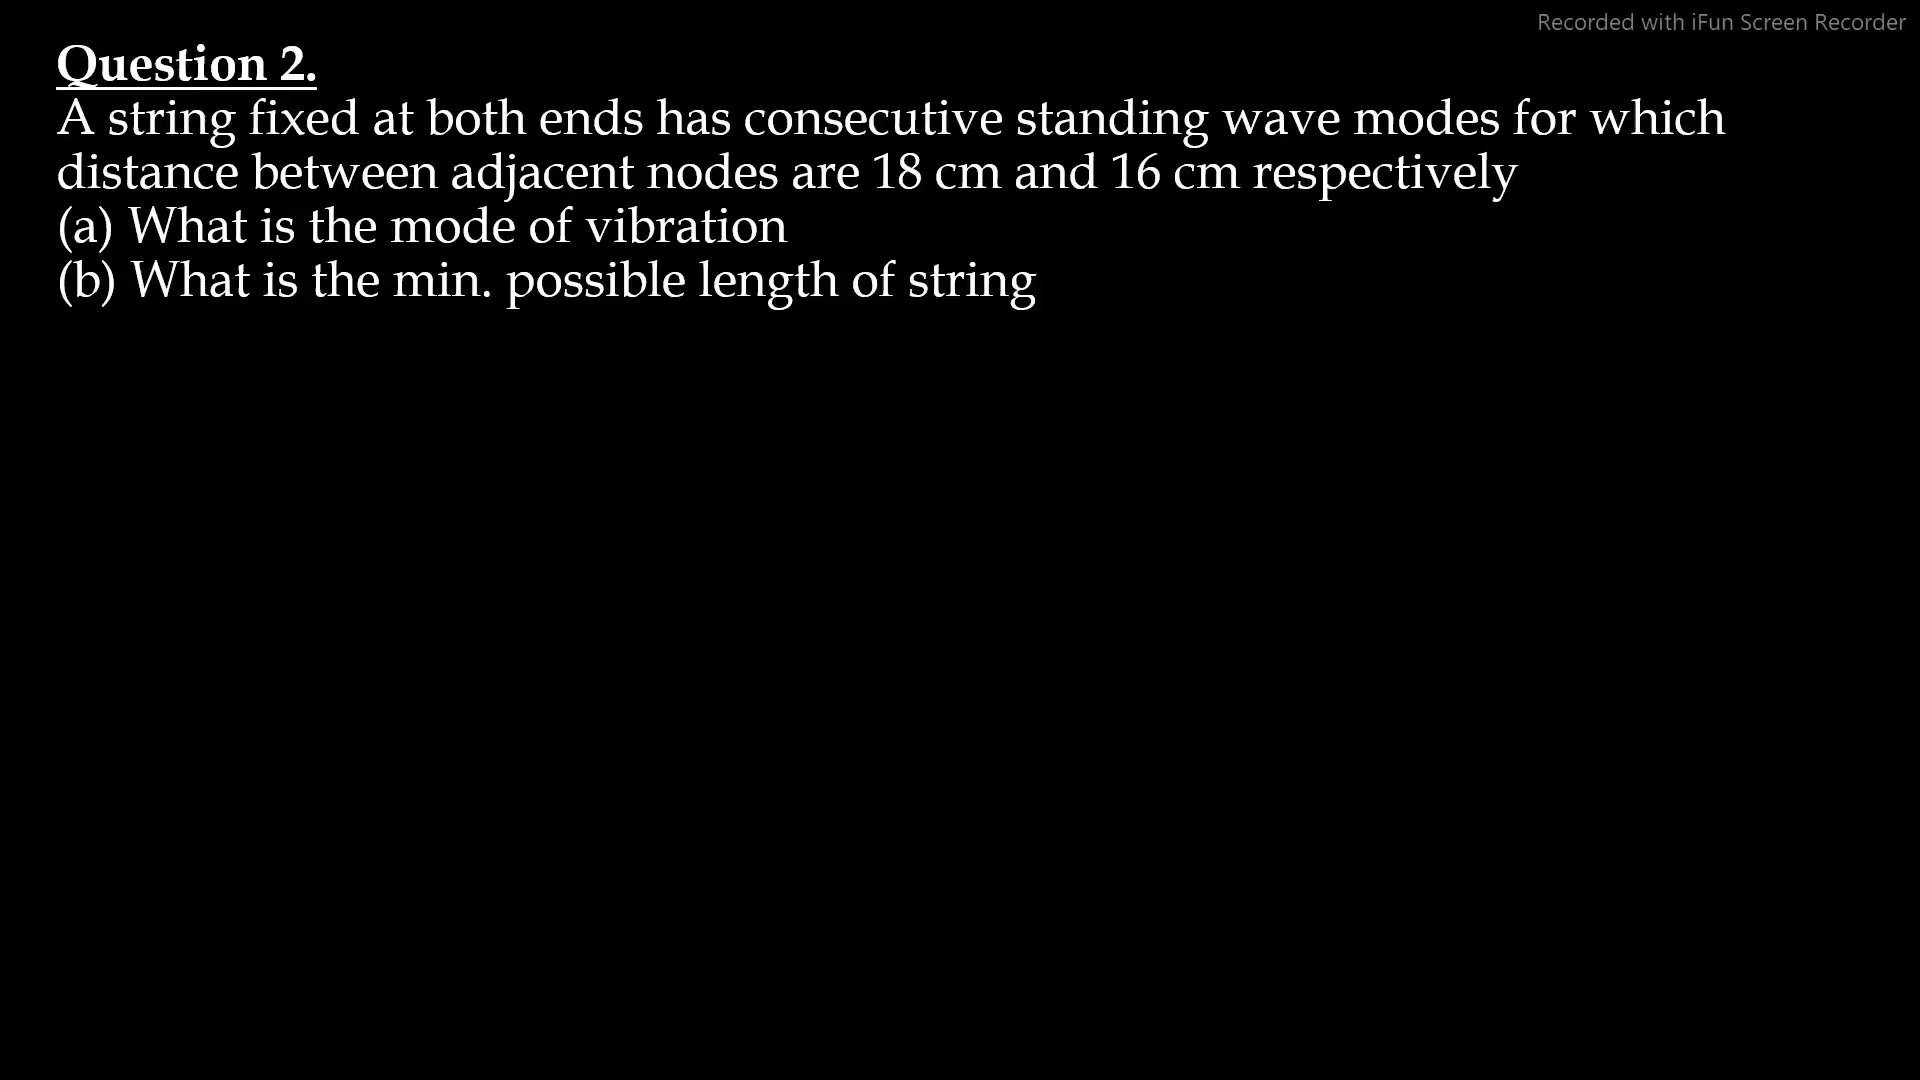 Recorded with iFun Screen Recorder
Question 2.
A string fixed at both ends has consecutive standing wave modes for which
distance between adjacent nodes are 18 cm and 16 cm respectively
(a) What is the mode of vibration
(b) What is the min. possible length of string